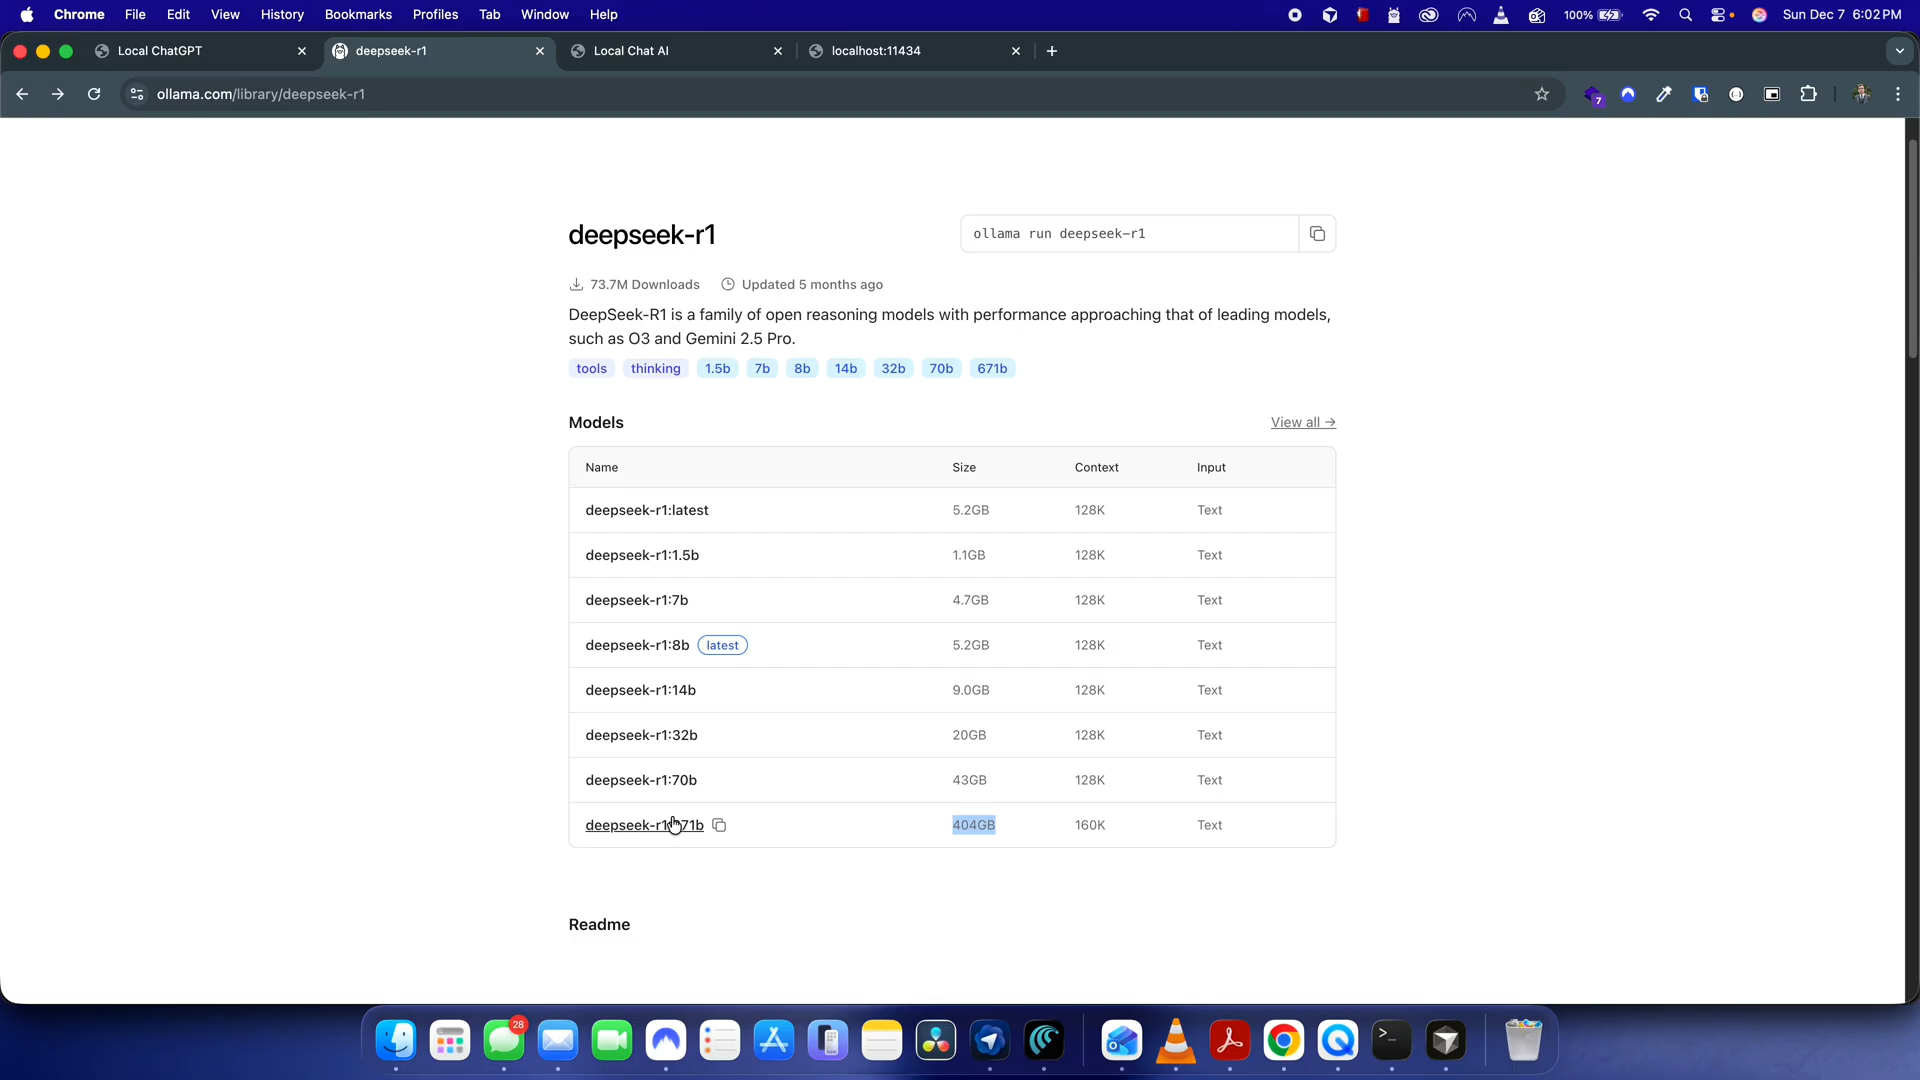 Chrome File Edit View History Bookmarks Profiles Tab Window Help 100% Sun Dec 7 6:02 PM
Local ChatGPT deepseek-r1 Local Chat AI localhost:11434
ollama.com/library/deepseek-r1 7
deepseek-r1 ollama run deepseek-r1
73.7M Downloads Updated 5 months ago
DeepSeek-R1 is a family of open reasoning models with performance approaching that of leading models,
such as O3 and Gemini 2.5 Pro.
tools thinking 1.5b 7b 8b 14b 32b 70b 671b
Models View all →
Name Size Context Input
deepseek-r1:latest 5.2GB 128K Text
deepseek-r1:1.5b 1.1GB 128K Text
deepseek-r1:7b 4.7GB 128K Text
deepseek-r1:8b latest 5.2GB 128K Text
deepseek-r1:14b 9.0GB 128K Text
deepseek-r1:32b 20GB 128K Text
deepseek-r1:70b 43GB 128K Text
deepseek-r1:671b 404GB 160K Text
Readme
28